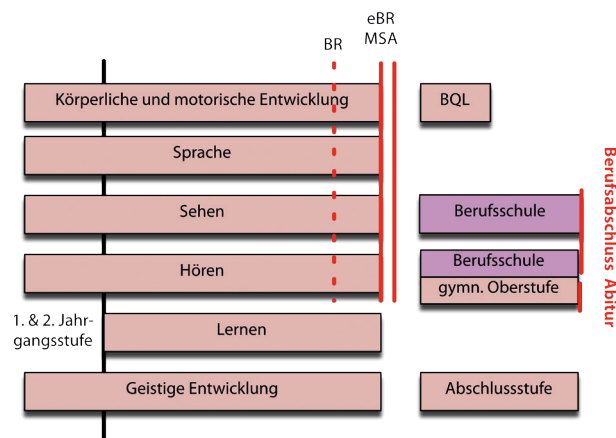 eBR
MSA
BR
Körperliche und motorische Entwicklung
BQL
Sprache
Sehen
Berufsschule
Hören
Berufsschule
gymn. Oberstufe
Berufsabschluss Abitur
1. & 2. Jahr-
gangsstufe
Lernen
Geistige Entwicklung
Abschlussstufe